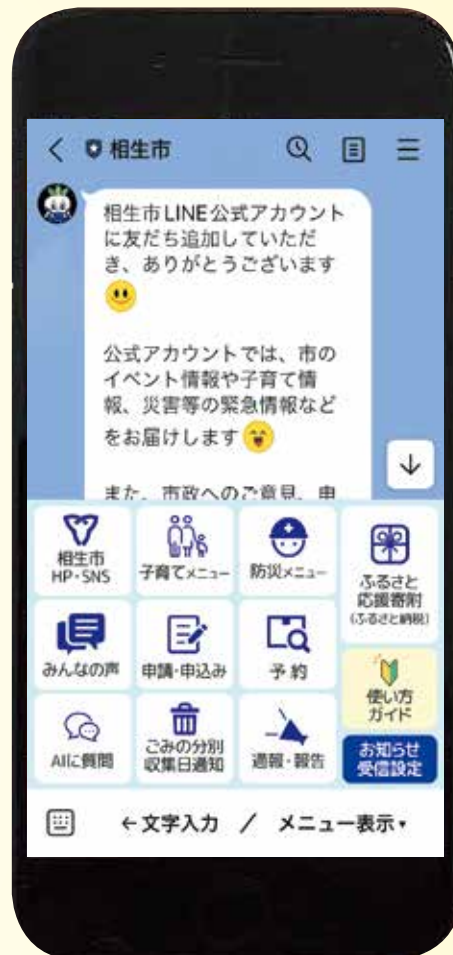 相生市
相生市LINE公式アカウント
に友だち追加していただ
き、ありがとうございます
公式アカウントでは、市の
イベント情報や子育て情
報、災害等の緊急情報など
をお届けします
また、市政へのご意見、申
相生市
HP・SNS
子育てメニュー
防災メニュー
ふるさと
応援寄附
(ふるさと納税)
みんなの声
申請・申込み
予約
使い方
ガイド
AIに質問
ごみの分別
収集日通知
通報・報告
お知らせ
受信設定
←文字入力 / メニュー表示▾